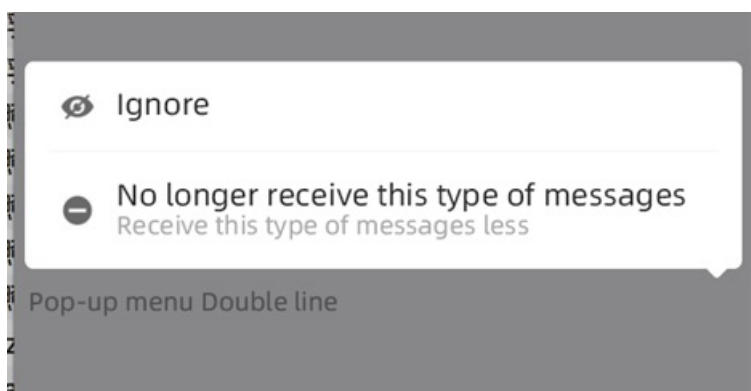 Ignore
No longer receive this type of messages
Receive this type of messages less
Pop-up menu Double line